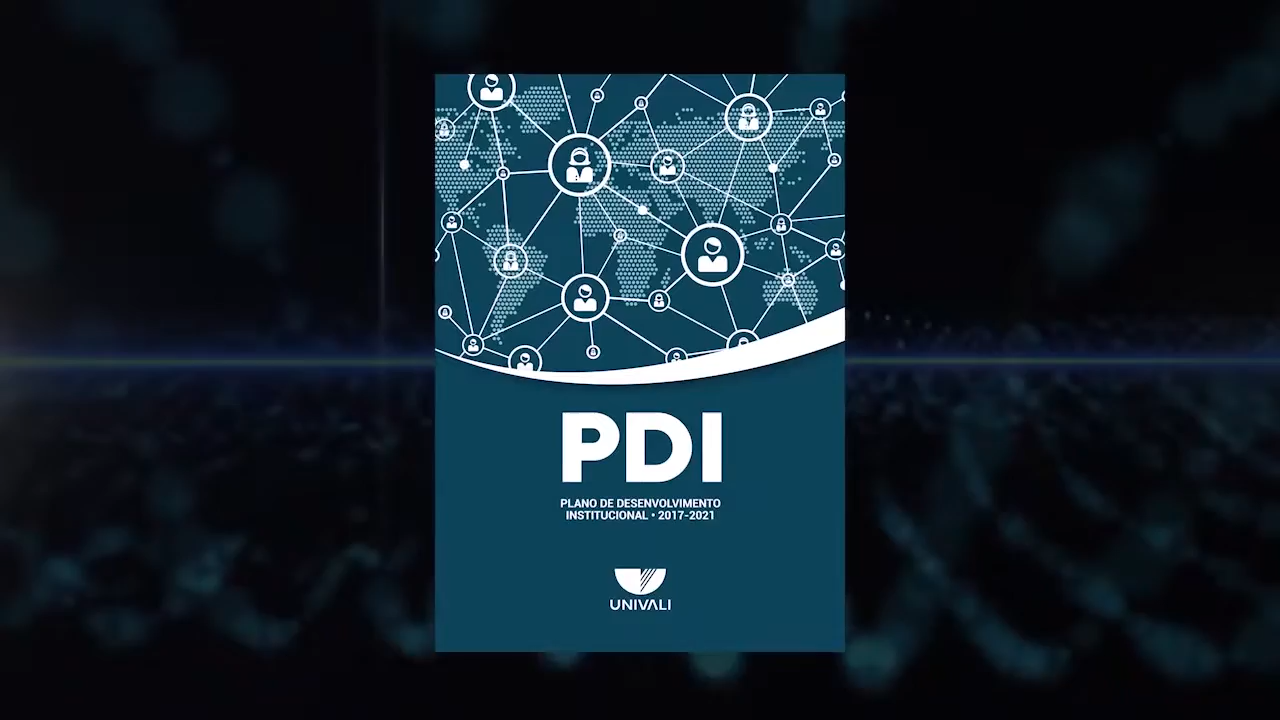 PDI
PLANO DE DESENVOLVIMENTO
INSTITUCIONAL • 2017-2021
UNIVALI